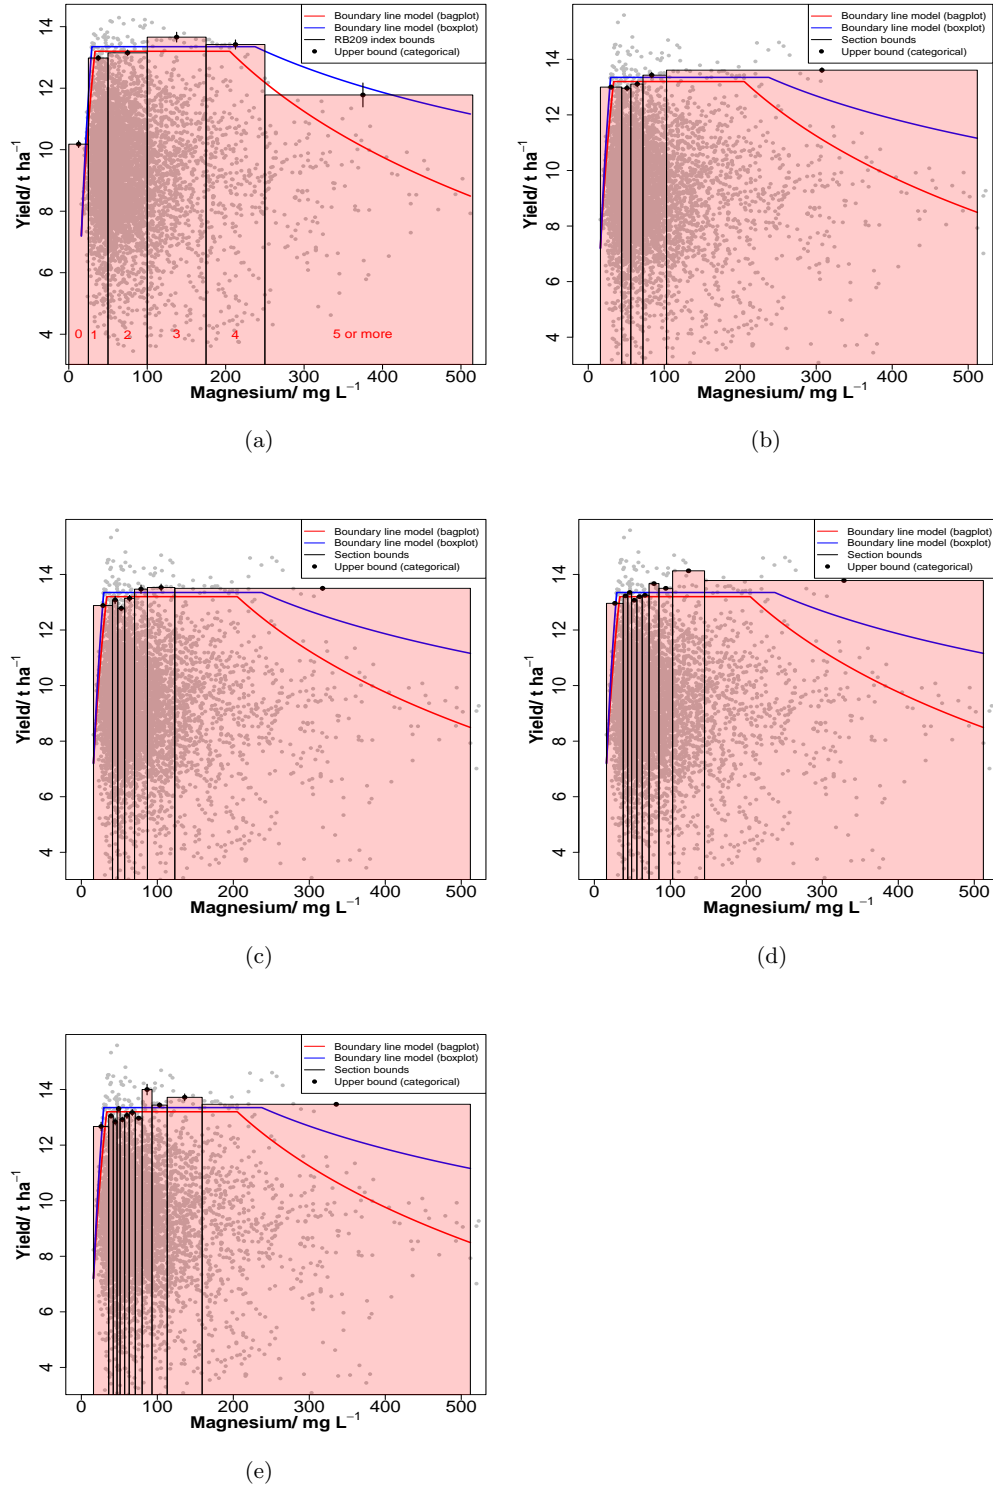 Boundary line model (bagplot)
Boundary line model (boxplot)
RB209 index bounds
Upper bound (categorical)
Yield/ t ha−1
4 6 8 10 12 14
0 1 2 3 4 5 or more
0 100 200 300 400 500
Magnesium/ mg L−1
(a)
Boundary line model (bagplot)
Boundary line model (boxplot)
Section bounds
Upper bound (categorical)
Yield/ t ha−1
4 6 8 10 12 14
0 100 200 300 400 500
Magnesium/ mg L−1
(b)
Boundary line model (bagplot)
Boundary line model (boxplot)
Section bounds
Upper bound (categorical)
Yield/ t ha−1
4 6 8 10 12 14
0 100 200 300 400 500
Magnesium/ mg L−1
(c)
Boundary line model (bagplot)
Boundary line model (boxplot)
Section bounds
Upper bound (categorical)
Yield/ t ha−1
4 6 8 10 12 14
0 100 200 300 400 500
Magnesium/ mg L−1
(d)
Boundary line model (bagplot)
Boundary line model (boxplot)
Section bounds
Upper bound (categorical)
Yield/ t ha−1
4 6 8 10 12 14
0 100 200 300 400 500
Magnesium/ mg L−1
(e)